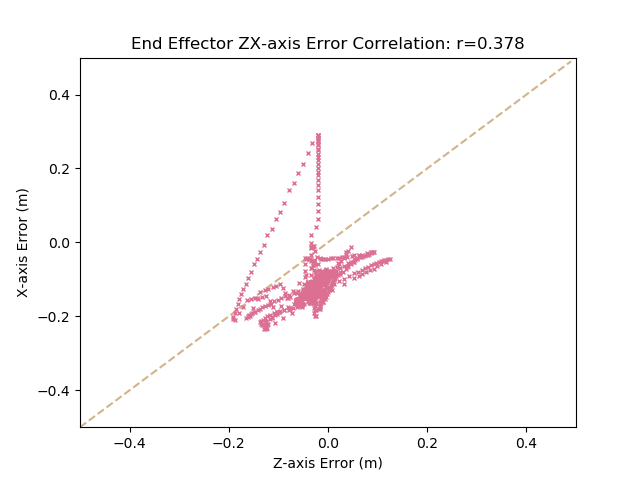 End Effector ZX-axis Error Correlation: r=0.378
0.4
0.2
0.0
−0.2
−0.4
X-axis Error (m)
−0.4 −0.2 0.0 0.2 0.4
Z-axis Error (m)